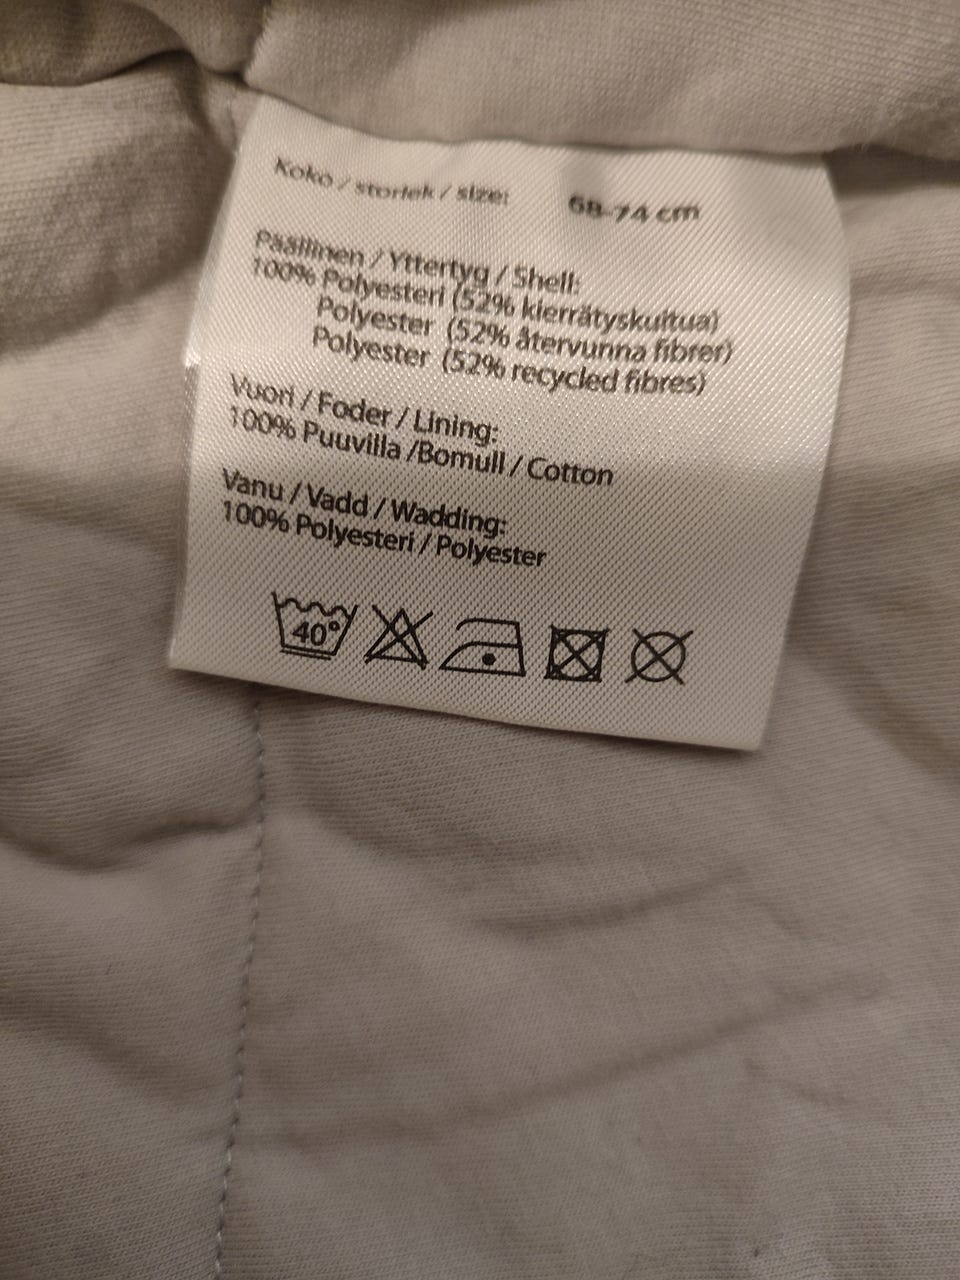 Koko / storlek / size: 68-74 cm
Päällinen / Yttertyg / Shell:
100% Polyesteri (52% kierrätyskuitua)
Polyester (52% återvunna fibrer)
Polyester (52% recycled fibres)
Vuori / Foder / Lining:
100% Puuvilla /Bomull / Cotton
Vanu / Vadd / Wadding:
100% Polyesteri / Polyester
40°